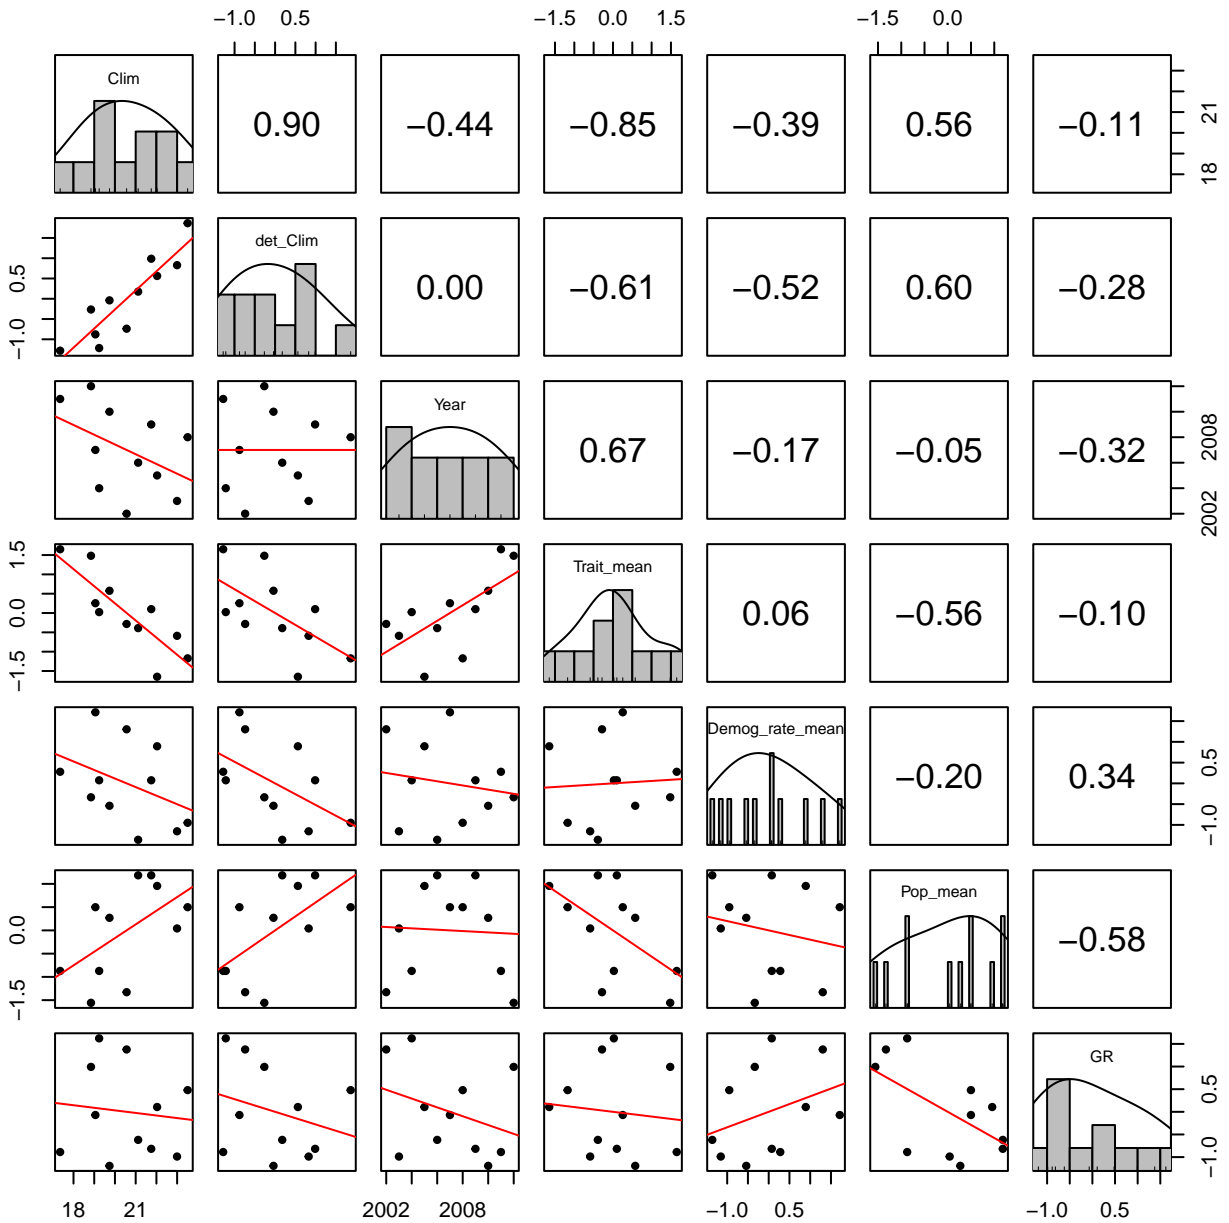 −1.0 0.5 −1.5 0.0 1.5 −1.5 0.0
Clim 0.90 −0.44 −0.85 −0.39 0.56 −0.11 18 21
−1.0 0.5 det_Clim 0.00 −0.61 −0.52 0.60 −0.28
Year 0.67 −0.17 −0.05 −0.32 2002 2008
−1.5 0.0 1.5 Trait_mean 0.06 −0.56 −0.10
Demog_rate_mean −0.20 0.34 −1.0 0.5
−1.5 0.0 Pop_mean −0.58
GR −1.0 0.5
18 21 2002 2008 −1.0 0.5 −1.0 0.5